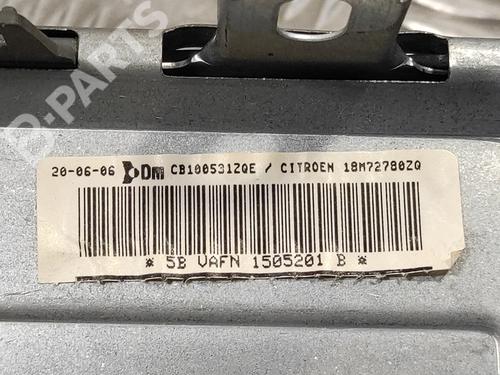 B-PARTS
20-06-06 DM CB100531ZQE / CITROEN 18M72780ZQ
* 5B VAFN 1505201 B *